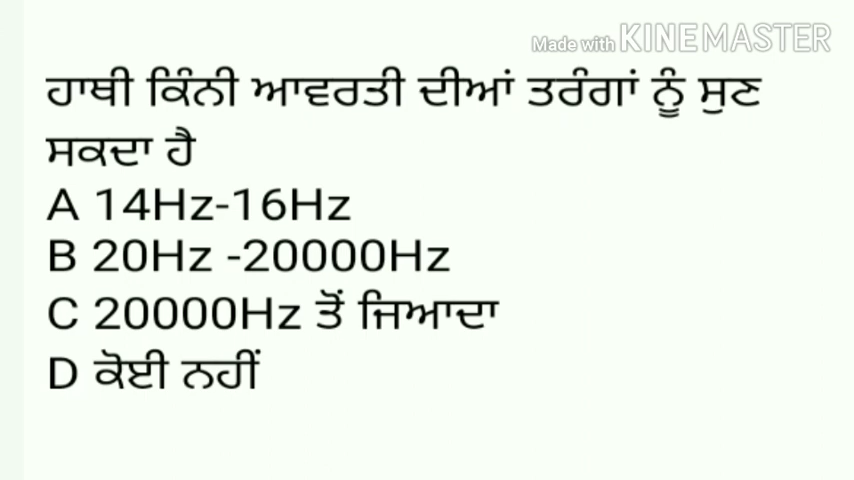 Made with KINEMASTER
ਹਾਥੀ ਕਿੰਨੀ ਆਵਰਤੀ ਦੀਆਂ ਤਰੰਗਾਂ ਨੂੰ ਸੁਣ
ਸਕਦਾ ਹੈ
A 14Hz-16Hz
B 20Hz -20000Hz
C 20000Hz ਤੋਂ ਜਿਆਦਾ
D ਕੋਈ ਨਹੀਂ